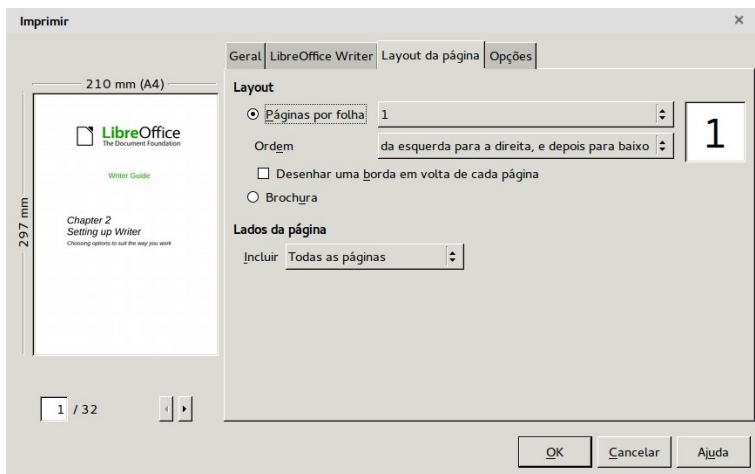 Imprimir
Geral LibreOffice Writer Layout da página Opções
210 mm (A4)
297 mm
LibreOffice
The Document Foundation
Writer Guide
Chapter 2
Setting up Writer
Choosing options to suit the way you work
1 / 32
Layout
Páginas por folha 1
1
Ordem da esquerda para a direita, e depois para baixo
Desenhar uma borda em volta de cada página
Brochura
Lados da página
Incluir Todas as páginas
OK Cancelar Ajuda